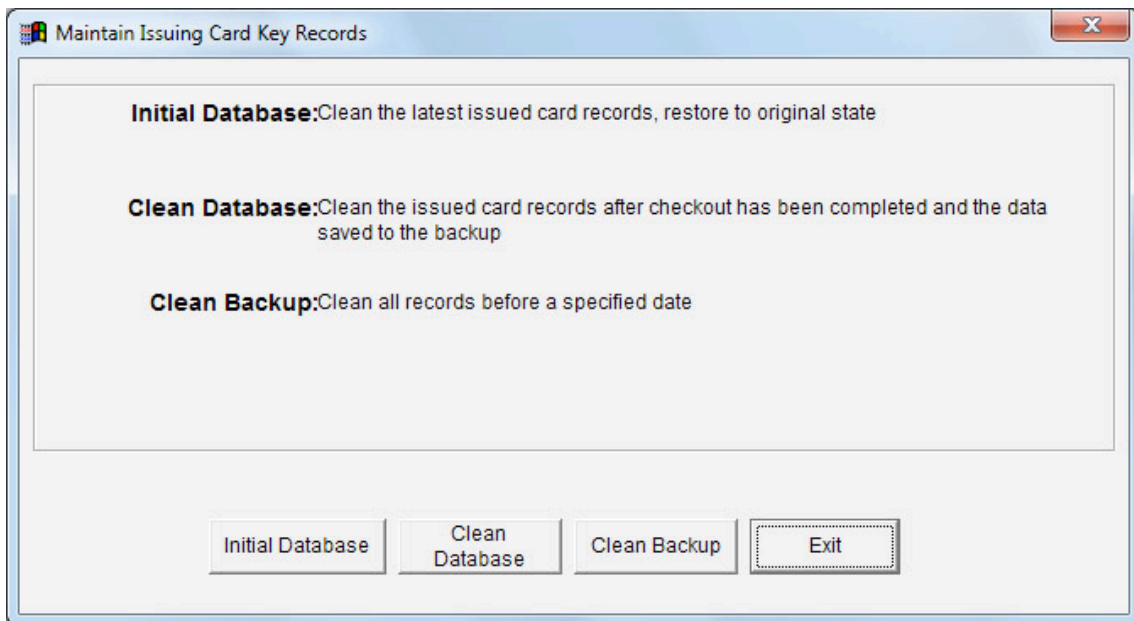 Maintain Issuing Card Key Records
Initial Database:Clean the latest issued card records, restore to original state
Clean Database:Clean the issued card records after checkout has been completed and the data
saved to the backup
Clean Backup:Clean all records before a specified date
Initial Database
Clean
Database
Clean Backup
Exit